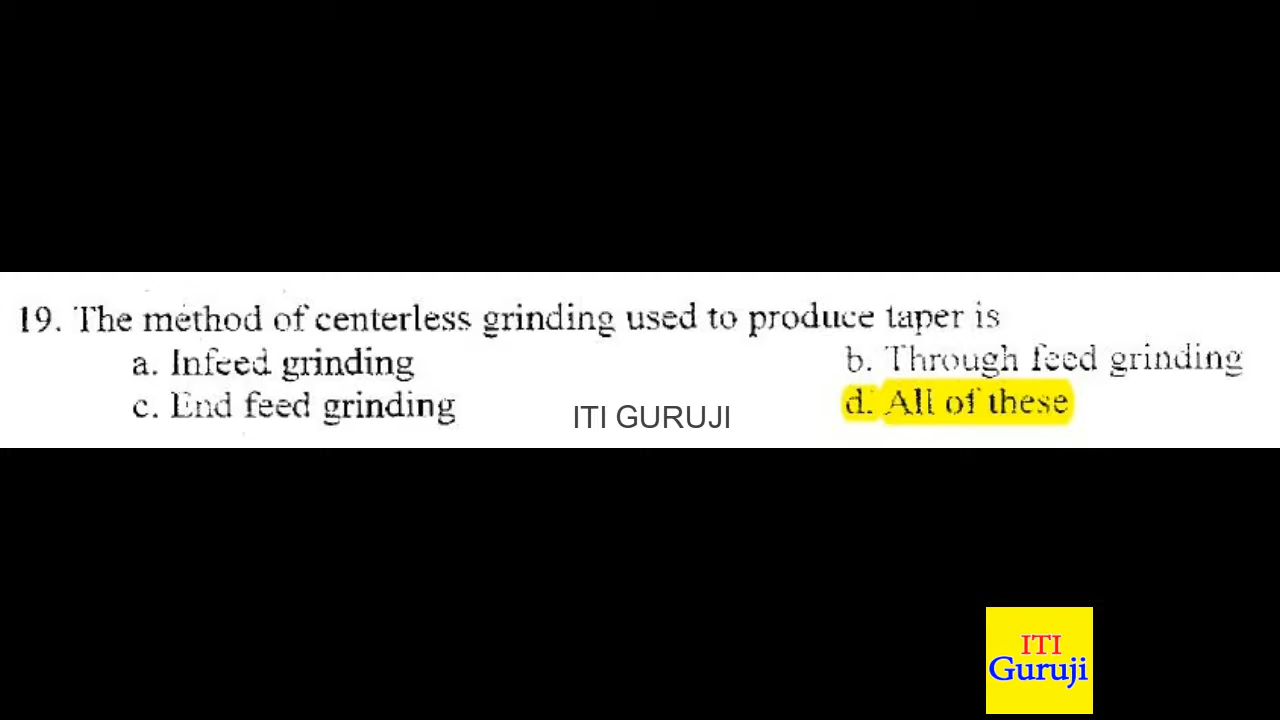 19. The method of centerless grinding used to produce taper is
a. Infeed grinding b. Through feed grinding
c. End feed grinding ITI GURUJI d. All of these
ITI
Guruji